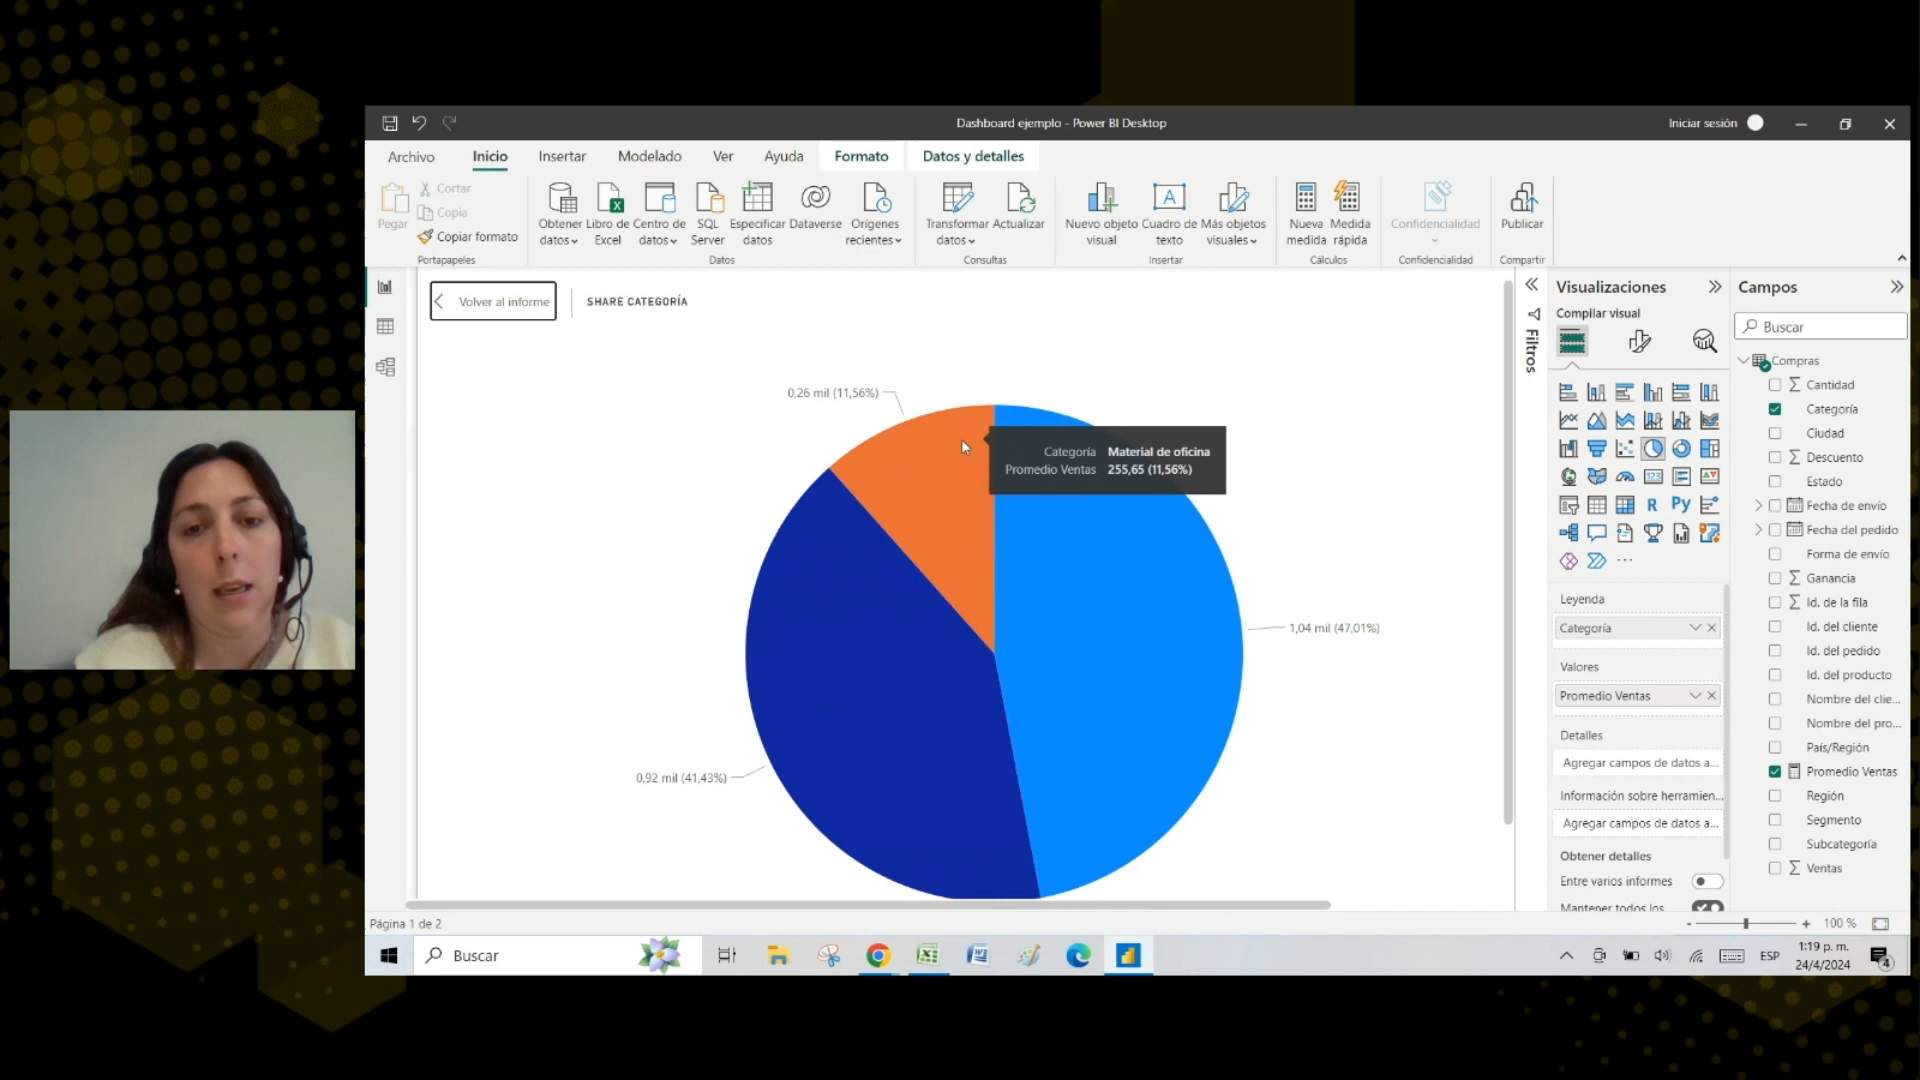 Dashboard ejemplo - Power BI Desktop
Iniciar sesión
Archivo
Inicio
Insertar
Modelado
Ver
Ayuda
Formato
Datos y detalles
Pegar
Cortar
Copia
Copiar formato
Portapapeles
Obtener datos
Libro de Excel
Centro de datos
SQL Server
Especificar datos
Dataverse
Orígenes recientes
Datos
Transformar datos
Actualizar
Consultas
Nuevo objeto visual
Cuadro de texto
Más objetos visuales
Insertar
Nueva medida
Medida rápida
Cálculos
Confidencialidad
Confidencialidad
Publicar
Compartir
Volver al informe
SHARE CATEGORÍA
0,26 mil (11,56%)
Categoría Material de oficina
Promedio Ventas 255,65 (11,56%)
1,04 mil (47,01%)
0,92 mil (41,43%)
Filtros
Visualizaciones
Compilar visual
123
R
Py
Leyenda
Categoría
Valores
Promedio Ventas
Detalles
Agregar campos de datos a...
Información sobre herramien...
Agregar campos de datos a...
Obtener detalles
Entre varios informes
Mantener todos los
Campos
Buscar
Compras
Cantidad
Categoría
Ciudad
Descuento
Estado
Fecha de envío
Fecha del pedido
Forma de envío
Ganancia
Id. de la fila
Id. del cliente
Id. del pedido
Id. del producto
Nombre del clie...
Nombre del pro...
País/Región
Promedio Ventas
Región
Segmento
Subcategoría
Ventas
Página 1 de 2
- + 100 %
Buscar
ESP
1:19 p. m.
24/4/2024
4